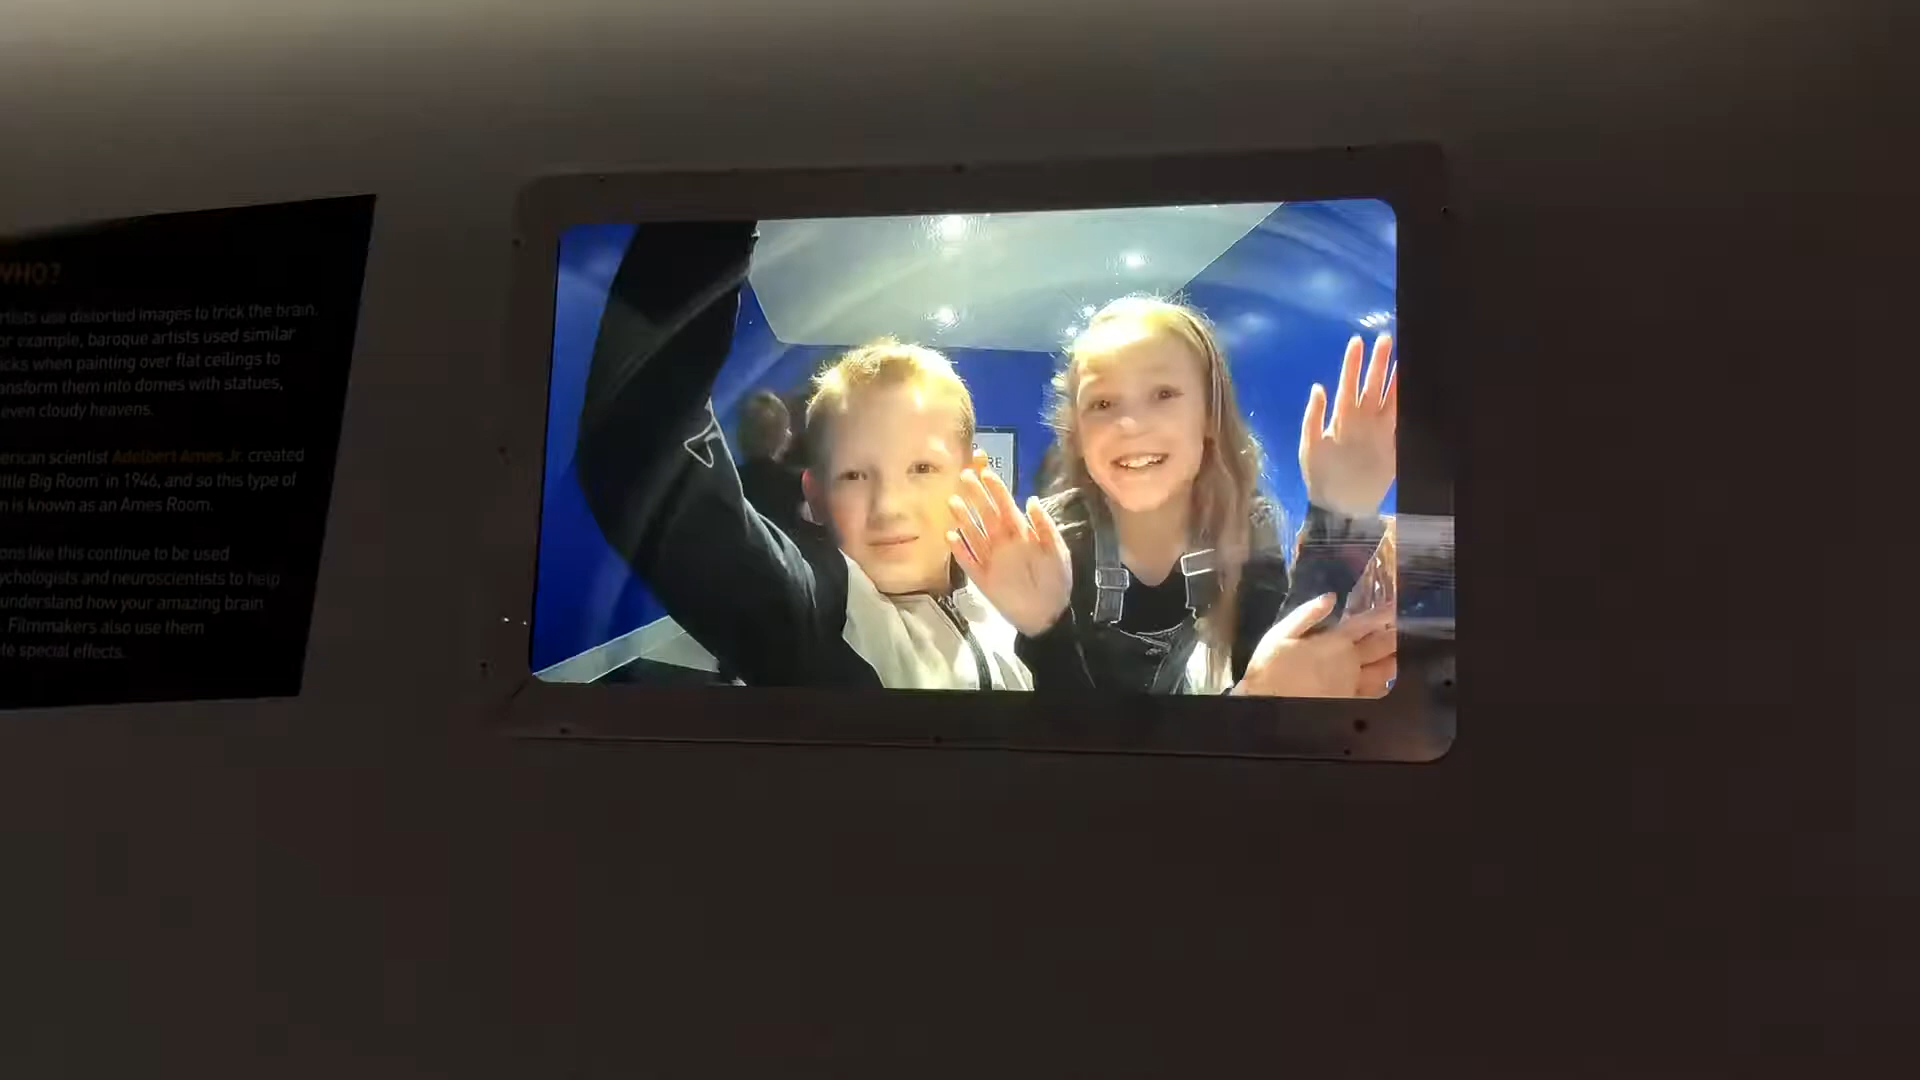 WHO?
rtists use distorted images to trick the brain.
or example, baroque artists used similar
icks when painting over flat ceilings to
ansform them into domes with statues,
even cloudy heavens.
erican scientist Adelbert Ames Jr. created
ittle Big Room' in 1946, and so this type of
m is known as an Ames Room.
ons like this continue to be used
ychologists and neuroscientists to help
understand how your amazing brain
. Filmmakers also use them
te special effects.
RE